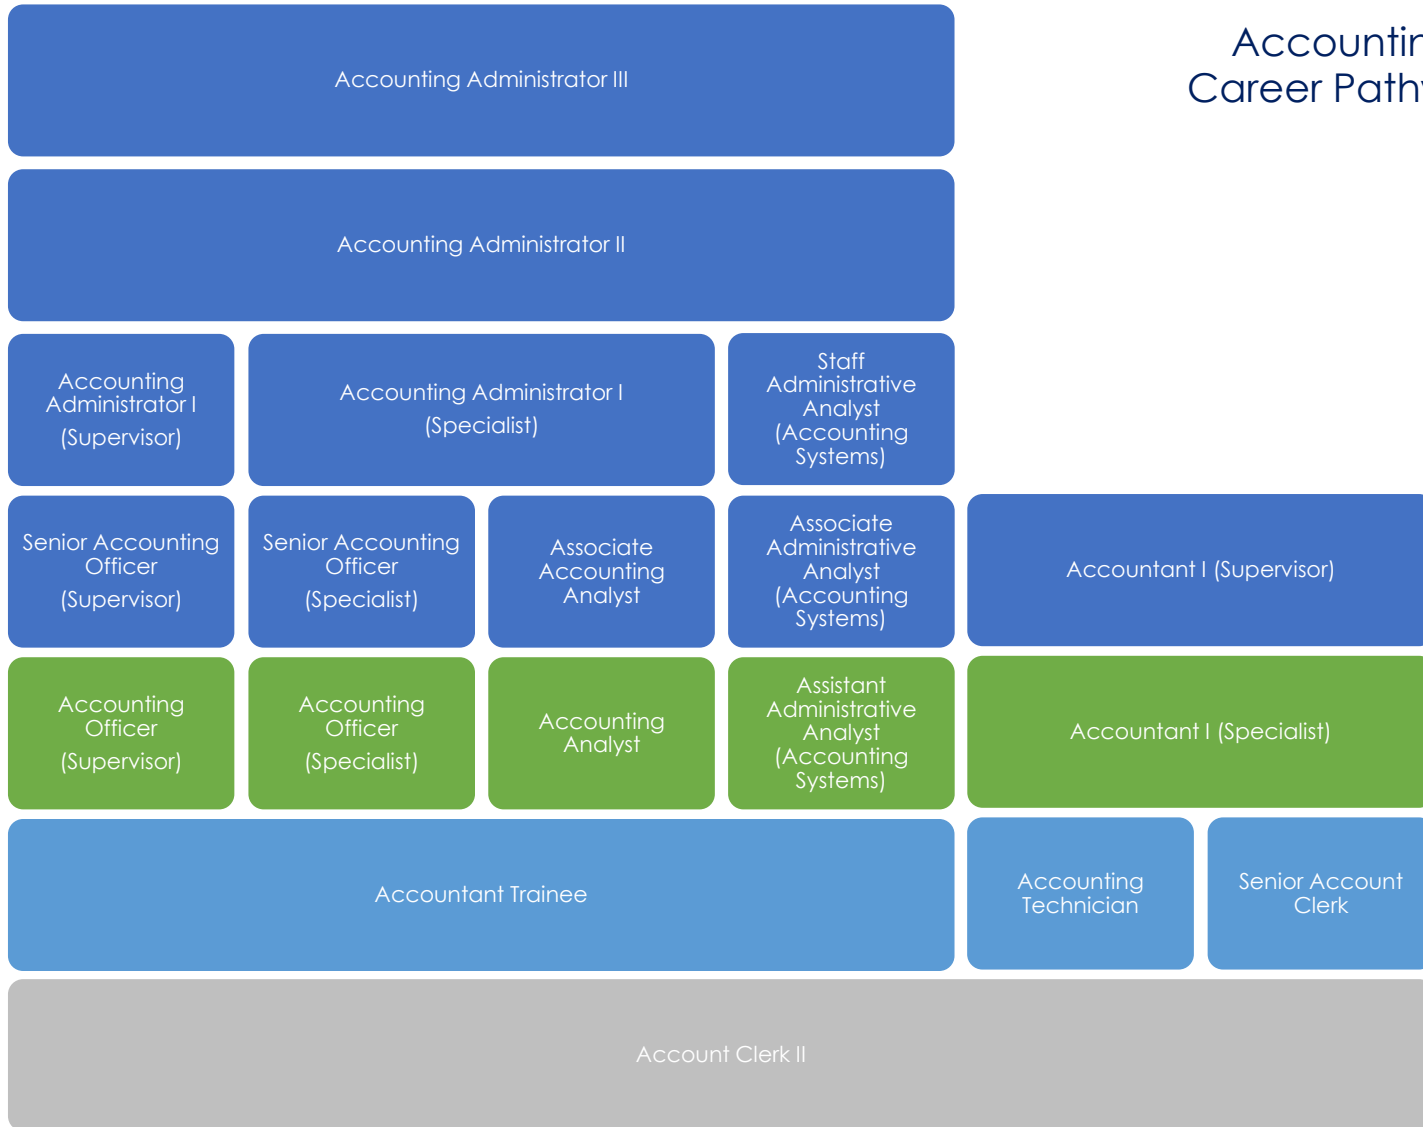 Accounting Administrator III
Accountin
Career Path
Accounting Administrator II
Accounting
Administrator I
(Supervisor)
Accounting Administrator I
(Specialist)
Staff
Administrative
Analyst
(Accounting
Systems)
Senior Accounting
Officer
(Supervisor)
Senior Accounting
Officer
(Specialist)
Associate
Accounting
Analyst
Associate
Administrative
Analyst
(Accounting
Systems)
Accountant I (Supervisor)
Accounting
Officer
(Supervisor)
Accounting
Officer
(Specialist)
Accounting
Analyst
Assistant
Administrative
Analyst
(Accounting
Systems)
Accountant I (Specialist)
Accountant Trainee
Accounting
Technician
Senior Account
Clerk
Account Clerk II